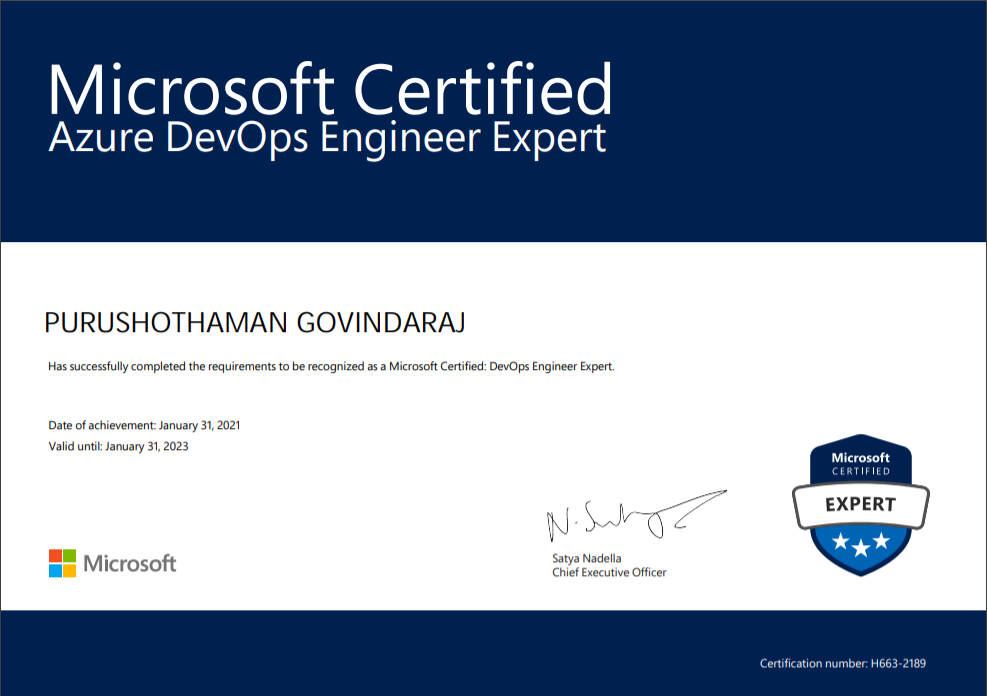 Microsoft Certified
Azure DevOps Engineer Expert
PURUSHOTHAMAN GOVINDARAJ
Has successfully completed the requirements to be recognized as a Microsoft Certified: DevOps Engineer Expert.
Date of achievement: January 31, 2021
Valid until: January 31, 2023
Microsoft
CERTIFIED
EXPERT
Microsoft
Satya Nadella
Chief Executive Officer
Certification number: H663-2189